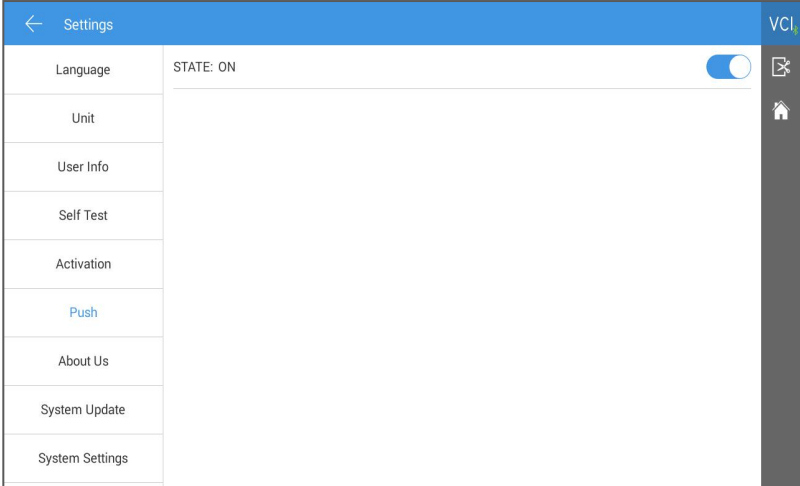 Settings
VCI
Language
STATE: ON
Unit
User Info
Self Test
Activation
Push
About Us
System Update
System Settings